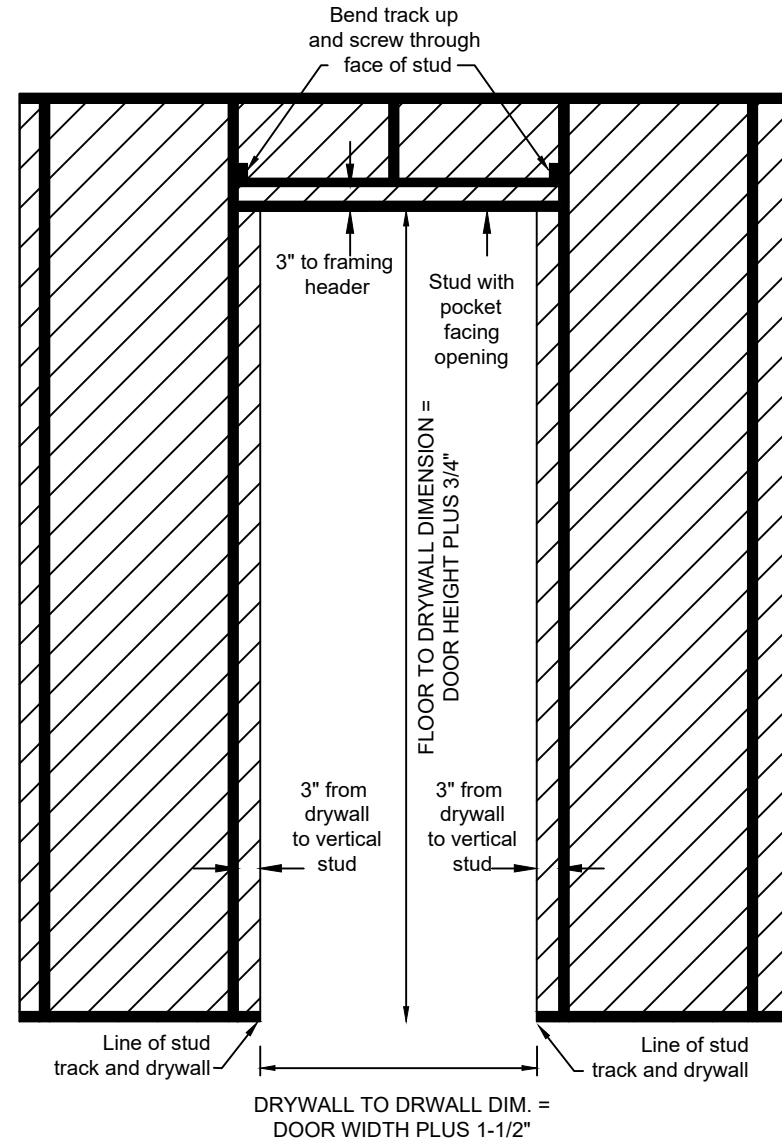 Bend track up
and screw through
face of stud
3" to framing
header
Stud with
pocket
facing
opening
FLOOR TO DRYWALL DIMENSION =
DOOR HEIGHT PLUS 3/4"
3" from
drywall
to vertical
stud
3" from
drywall
to vertical
stud
Line of stud
track and drywall
Line of stud
track and drywall
DRYWALL TO DRWALL DIM. =
DOOR WIDTH PLUS 1-1/2"